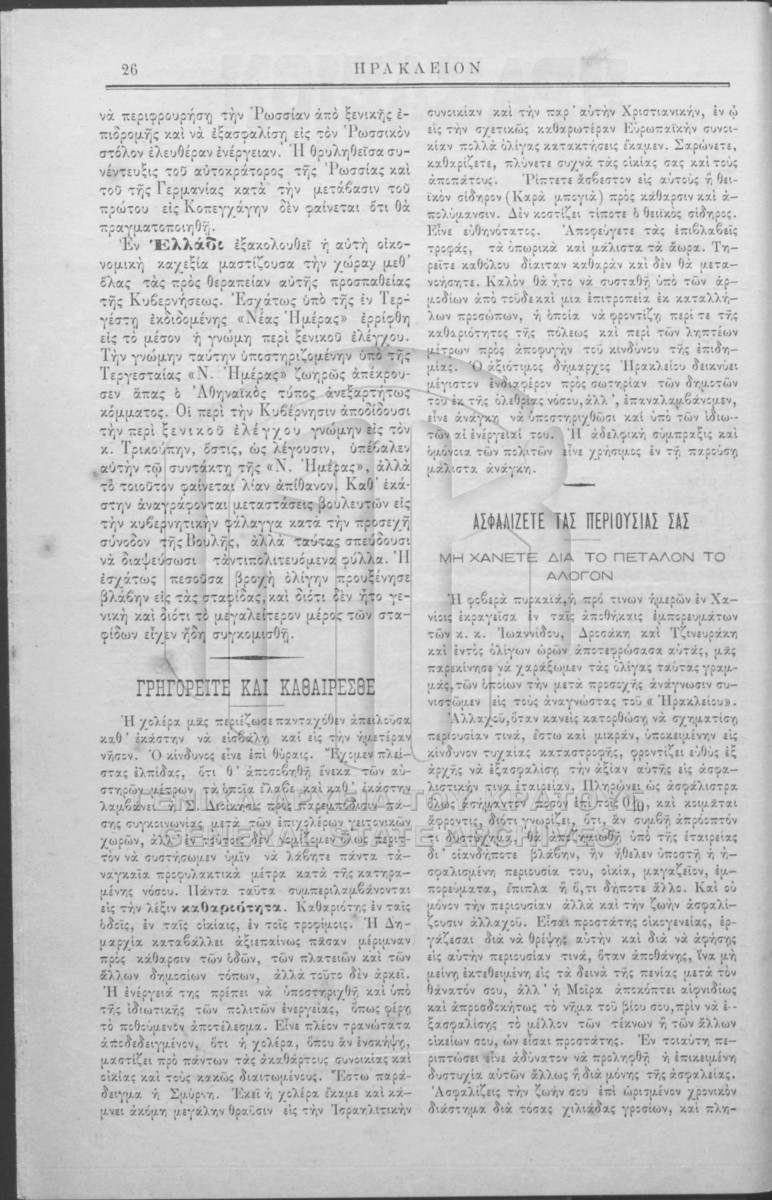 26
ΗΡΑΚΛΕΙΟΝ
νὰ περιφρουρήσῃ τὴν Ῥωσσίαν ἀπὸ ξενικῆς ἐ-
πιδρομῆς καὶ νὰ ἐξασφαλίσῃ εἰς τὸν Ῥωσσικὸν
στόλον ἐλευθέραν ἐνέργειαν. Ἡ θρυληθεῖσα συ-
νέντευξις τοῦ αὐτοκράτορος τῆς Ῥωσσίας καὶ
τοῦ τῆς Γερμανίας κατὰ τὴν μετάβασιν τοῦ
πρώτου εἰς Κοπεγχάγην δὲν φαίνεται ὅτι θὰ
πραγματοποιηθῇ.
Ἐν Ἑλλάδι ἐξακολουθεῖ ἡ αὐτὴ οἰκο-
νομικὴ καχεξία μαστίζουσα τὴν χώραν μεθ᾽
ὅλας τὰς πρὸς θεραπείαν αὐτῆς προσπαθείας
τῆς Κυβερνήσεως. Ἐσχάτως ὑπὸ τῆς ἐν Τερ-
γέστῃ ἐκδιδομένης «Νέας Ἡμέρας» ἐρρίφθη
εἰς τὸ μέσον ἡ γνώμη περὶ ξενικοῦ ἐλέγχου.
Τὴν γνώμην ταύτην ὑποστηριζομένην ὑπὸ τῆς
Τεργεσταίας «Ν. Ἡμέρας» ζωηρῶς ἀπέκρου-
σεν ἅπας ὁ Ἀθηναϊκὸς τύπος ἀνεξαρτήτως
κόμματος. Οἱ περὶ τὴν Κυβέρνησιν ἀποδίδουσι
τὴν περὶ ξενικοῦ ἐλέγχου γνώμην εἰς τὸν
κ. Τρικούπην, ὅστις, ὡς λέγουσιν, ὑπέβαλεν
αὐτὴν τῷ συντάκτῃ τῆς «Ν. Ἡμέρας», ἀλλὰ
τὸ τοιοῦτον φαίνεται λίαν ἀπίθανον. Καθ᾽ ἑκά-
στην ἀναγράφονται μεταστάσεις βουλευτῶν εἰς
τὴν κυβερνητικὴν φάλαγγα κατὰ τὴν προσεχῆ
σύνοδον τῆς Βουλῆς, ἀλλὰ ταύτας σπεύδουσι
νὰ διαψεύσωσι τἀντιπολιτευόμενα φύλλα. Ἡ
ἐσχάτως πεσοῦσα βροχὴ ὀλίγην προυξένησε
βλάβην εἰς τὰς σταφίδας, καὶ διότι δὲν ἦτο γε-
νικὴ καὶ διότι τὸ μεγαλείτερον μέρος τῶν στα-
φίδων εἶχεν ἤδη συγκομισθῆ.
ΓΡΗΓΟΡΕΙΤΕ ΚΑΙ ΚΑΘΑΙΡΕΣΘΕ
Ἡ χολέρα μᾶς περιέζωσε πανταχόθεν ἀπειλοῦσα
καθ᾽ ἑκάστην νὰ εἰσβάλῃ καὶ εἰς τὴν ἡμετέραν
νῆσον. Ὁ κίνδυνος εἶνε ἐπὶ θύραις. Ἔχομεν πλεί-
στας ἐλπίδας, ὅτι θ᾽ ἀποσοβηθῇ ἕνεκα τῶν αὐ-
στηρῶν μέτρων τὰ ὁποῖα ἔλαβε καὶ καθ᾽ ἑκάστην
λαμβάνει ἡ Σ. Διοίκησις πρὸς παρεμπόδισιν πά-
σης συγκοινωνίας μετὰ τῶν ἐπιχολέρων γειτονικῶν
χωρῶν, ἀλλ᾽ ἐν τούτοις δὲν νομίζομεν ὅλως περιτ-
τὸν νὰ συστήσωμεν ὑμῖν νὰ λάβητε πάντα τἀ-
ναγκαῖα προφυλακτικὰ μέτρα κατὰ τῆς κατηρα-
μένης νόσου. Πάντα ταῦτα συμπεριλαμβάνονται
εἰς τὴν λέξιν καθαριότητα. Καθαριότης ἐν ταῖς
ὁδοῖς, ἐν ταῖς οἰκίαις, ἐν τοῖς τροφίμοις. Ἡ Δη-
μαρχία καταβάλλει ἀξιεπαίνως πᾶσαν μέριμναν
πρὸς κάθαρσιν τῶν ὁδῶν, τῶν πλατειῶν καὶ τῶν
ἄλλων δημοσίων τόπων, ἀλλὰ τοῦτο δὲν ἀρκεῖ.
Ἡ ἐνέργειά της πρέπει νὰ ὑποστηριχθῇ καὶ ὑπὸ
τῆς ἰδιωτικῆς τῶν πολιτῶν ἐνεργείας, ὅπως φέρῃ
τὸ ποθούμενον ἀποτέλεσμα. Εἶνε πλέον τρανώτατα
ἀποδεδειγμένον, ὅτι ἡ χολέρα, ὅπου ἂν ἐνσκήψῃ,
μαστίζει πρὸ πάντων τὰς ἀκαθάρτους συνοικίας καὶ
οἰκίας καὶ τοὺς κακῶς διαιτωμένους. Ἔστω παρά-
δειγμα ἡ Σμύρνη. Ἐκεῖ ἡ χολέρα ἔκαμε καὶ κά-
μνει ἀκόμη μεγάλην θραῦσιν εἰς τὴν Ἰσραηλιτικὴν
συνοικίαν καὶ τὴν παρ᾽ αὐτὴν Χριστιανικήν, ἐν ᾧ
εἰς τὴν σχετικῶς καθαρωτέραν Εὐρωπαϊκὴν συνοι-
κίαν πολλὰ ὀλίγας κατακτήσεις ἔκαμεν. Σαρώνετε,
καθαρίζετε, πλύνετε συχνὰ τὰς οἰκίας σας καὶ τοὺς
ἀποπάτους. Ῥίπτετε ἄσβεστον εἰς αὐτοὺς ἢ θει-
ϊκὸν σίδηρον (Καρὰ μπογιὰ) πρὸς κάθαρσιν καὶ ἀ-
πολύμανσιν. Δὲν κοστίζει τίποτε ὁ θειϊκὸς σίδηρος.
Εἶνε εὐθηνότατος. Ἀποφεύγετε τὰς ἐπιβλαβεῖς
τροφάς, τὰ ὀπωρικὰ καὶ μάλιστα τὰ ἄωρα. Τη-
ρεῖτε καθόλου δίαιταν καθαρὰν καὶ δὲν θὰ μετα-
νοήσητε. Καλὸν θὰ ἦτο νὰ συσταθῇ ὑπὸ τῶν ἁρ-
μοδίων ἀπὸ τοῦδε καὶ μια ἐπιτροπεία ἐκ καταλλή-
λων προσώπων, ἡ ὁποία νὰ φροντίζῃ περί τε τῆς
καθαριότητος τῆς πόλεως καὶ περὶ τῶν ληπτέων
μέτρων πρὸς ἀποφυγὴν τοῦ κινδύνου τῆς ἐπιδη-
μίας. Ὁ ἀξιότιμος δήμαρχος Ἡρακλείου δεικνύει
μέγιστον ἐνδιαφέρον πρὸς σωτηρίαν τῶν δημοτῶν
του ἐκ τῆς ὀλεθρίας νόσου, ἀλλ᾽, ἐπαναλαμβάνομεν,
εἶνε ἀνάγκη νὰ ὑποστηριχθῶσι καὶ ὑπὸ τῶν ἰδιω-
τῶν αἱ ἐνέργειαί του. Ἡ ἀδελφικὴ σύμπραξις καὶ
ὁμόνοια τῶν πολιτῶν εἶνε χρήσιμος ἐν τῇ παρούσῃ
μάλιστα ἀνάγκῃ.
ΑΣΦΑΛΙΖΕΤΕ ΤΑΣ ΠΕΡΙΟΥΣΙΑΣ ΣΑΣ
ΜΗ ΧΑΝΕΤΕ ΔΙΑ ΤΟ ΠΕΤΑΛΟΝ ΤΟ
ΑΛΟΓΟΝ
Ἡ φοβερὰ πυρκαϊά, ἡ πρό τινων ἡμερῶν ἐν Χα-
νίοις ἐκραγεῖσα ἐν ταῖς ἀποθήκαις ἐμπορευμάτων
τῶν κ. κ. Ἰωαννίδου, Δροσάκη καὶ Τζινευράκη
καὶ ἐντὸς ὀλίγων ὡρῶν ἀποτεφρώσασα αὐτάς, μᾶς
παρεκίνησε νὰ χαράξωμεν τὰς ὀλίγας ταύτας γραμ-
μάς, τῶν ὁποίων τὴν μετὰ προσοχῆς ἀνάγνωσιν συ-
νιστῶμεν εἰς τοὺς ἀναγνώστας τοῦ « Ἡρακλείου».
Ἀλλαχοῦ, ὅταν κανεὶς κατορθώσῃ νὰ σχηματίσῃ
περιουσίαν τινά, ἔστω καὶ μικράν, ὑποκειμένην εἰς
κίνδυνον τυχαίας καταστροφῆς, φροντίζει εὐθὺς ἐξ
ἀρχῆς νὰ ἐξασφαλίσῃ τὴν ἀξίαν αὐτῆς εἰς ἀσφα-
λιστικήν τινα ἑταιρείαν. Πληρώνει ὡς ἀσφάλιστρα
ὅλως ἀσήμαντον ποσὸν ἐπὶ τοῖς 0|0, καὶ κοιμᾶται
ἄφροντις, διότι γνωρίζει, ὅτι, ἂν συμβῇ ἀπρόοπτόν
τι δυστύχημα, θὰ ἀποζημιωθῇ ὑπὸ τῆς ἑταιρείας
δι᾽ οἱανδήποτε βλάβην, ἣν ἤθελεν ὑποστῆ ἡ ἠ-
σφαλισμένη περιουσία του, οἰκία, μαγαζεῖον, ἐμ-
πορεύματα, ἔπιπλα ἢ ὅ,τι δήποτε ἄλλο. Καὶ οὐ
μόνον τὴν περιουσίαν ἀλλὰ καὶ τὴν ζωὴν ἀσφαλί-
ζουσιν ἀλλαχοῦ. Εἶσαι προστάτης οἰκογενείας, ἐρ-
γάζεσαι διὰ νὰ θρέψῃς αὐτὴν καὶ διὰ νὰ ἀφήσῃς
εἰς αὐτὴν περιουσίαν τινά, ὅταν ἀποθάνῃς, ἵνα μὴ
μείνῃ ἐκτεθειμένη εἰς τὰ δεινὰ τῆς πενίας μετὰ τὸν
θάνατόν σου, ἀλλ᾽ ἡ Μοῖρα ἀποκόπτει αἰφνιδίως
καὶ ἀπροσδοκήτως τὸ νῆμα τοῦ βίου σου, πρὶν νὰ ἐ-
ξασφαλίσῃς τὸ μέλλον τῶν τέκνων ἢ τῶν ἄλλων
οἰκείων σου, ὧν εἶσαι προστάτης. Ἐν τοιαύτῃ πε-
ριπτώσει εἶνε ἀδύνατον νὰ προληφθῇ ἡ ἐπικειμένη
δυστυχία αὐτῶν ἄλλως ἢ διὰ μόνης τῆς ἀσφαλείας.
Ἀσφαλίζεις τὴν ζωήν σου ἐπὶ ὡρισμένον χρονικὸν
διάστημα διὰ τόσας χιλιάδας γροσίων, καὶ πλη-